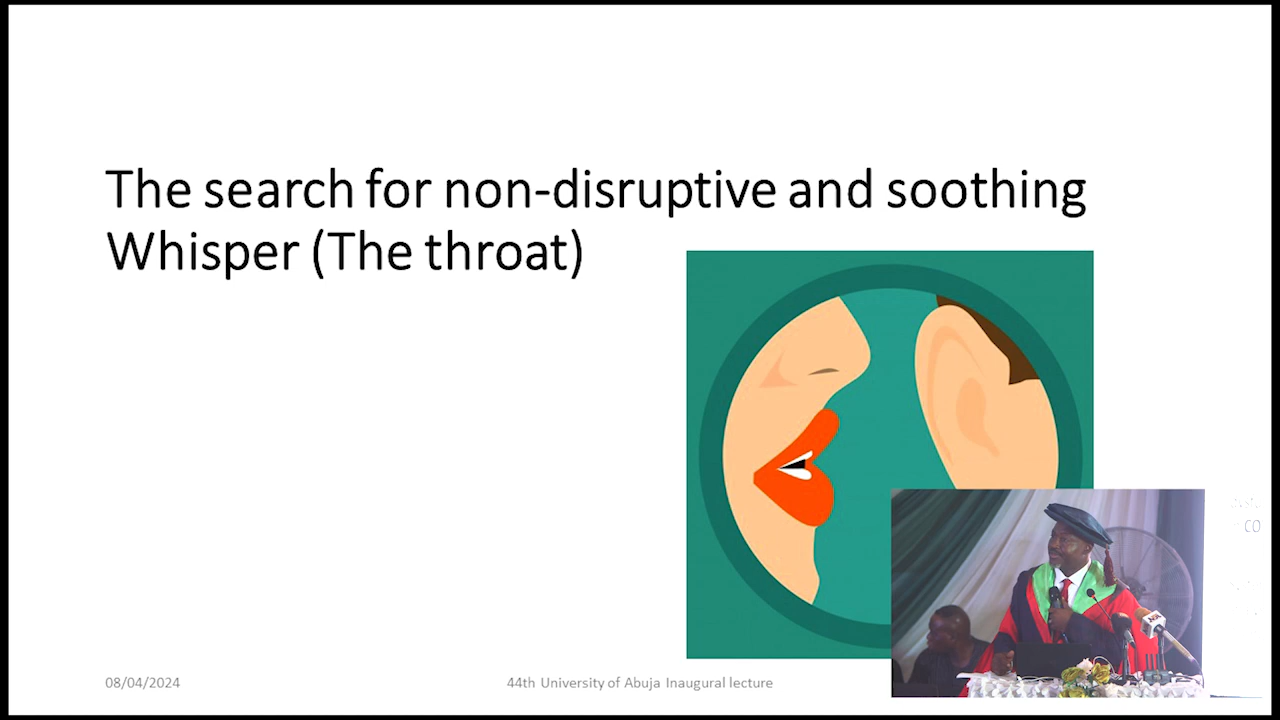 The search for non-disruptive and soothing
Whisper (The throat)
08/04/2024
44th University of Abuja Inaugural lecture